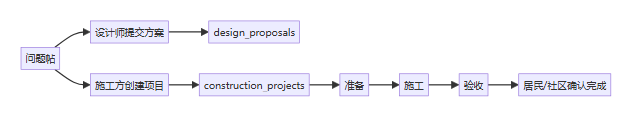 问题帖
设计师提交方案
design_proposals
施工方创建项目
construction_projects
准备
施工
验收
居民/社区确认完成